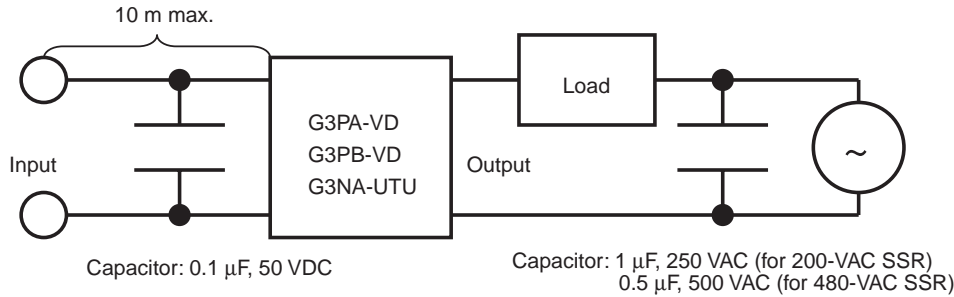 10 m max.
Load
G3PA-VD
G3PB-VD
G3NA-UTU
Input
Output
~
Capacitor: 0.1 μF, 50 VDC
Capacitor: 1 μF, 250 VAC (for 200-VAC SSR)
0.5 μF, 500 VAC (for 480-VAC SSR)